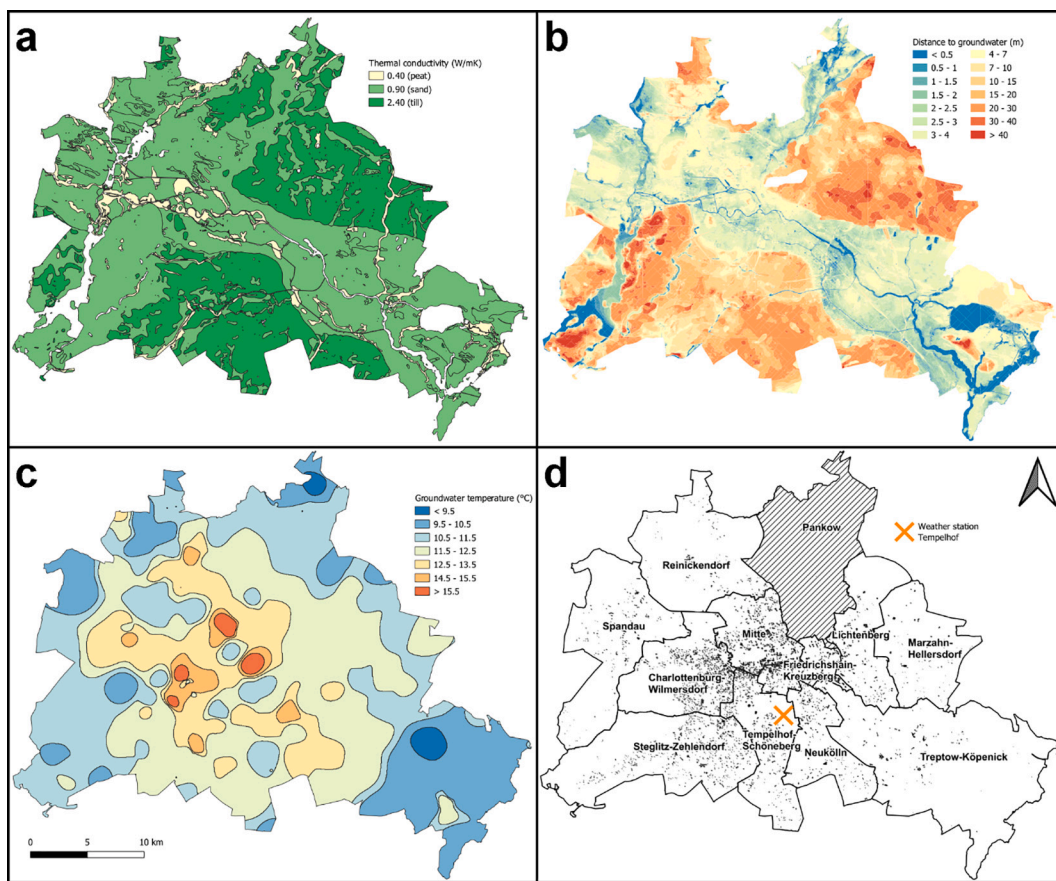 a
Thermal conductivity (W/mK)
0.40 (peat)
0.90 (sand)
2.40 (till)
b
Distance to groundwater (m)
< 0.5
0.5 - 1
1 - 1.5
1.5 - 2
2 - 2.5
2.5 - 3
3 - 4
4 - 7
7 - 10
10 - 15
15 - 20
20 - 30
30 - 40
> 40
c
Groundwater temperature (°C)
< 9.5
9.5 - 10.5
10.5 - 11.5
11.5 - 12.5
12.5 - 13.5
14.5 - 15.5
> 15.5
0 5 10 km
d
Weather station
Tempelhof
Pankow
Reinickendorf
Spandau
Mitte
Lichtenberg
Marzahn-
Hellersdorf
Friedrichshain-
Kreuzberg
Charlottenburg-
Wilmersdorf
Tempelhof-
Schöneberg
Steglitz-Zehlendorf
Neukölln
Treptow-Köpenick